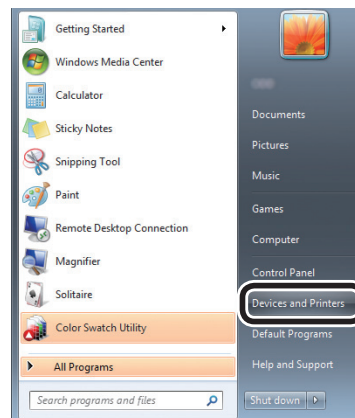 Getting Started
Windows Media Center
Calculator
Sticky Notes
Snipping Tool
Paint
Remote Desktop Connection
Magnifier
Solitaire
Color Swatch Utility
All Programs
Search programs and files
Documents
Pictures
Music
Games
Computer
Control Panel
Devices and Printers
Default Programs
Help and Support
Shut down